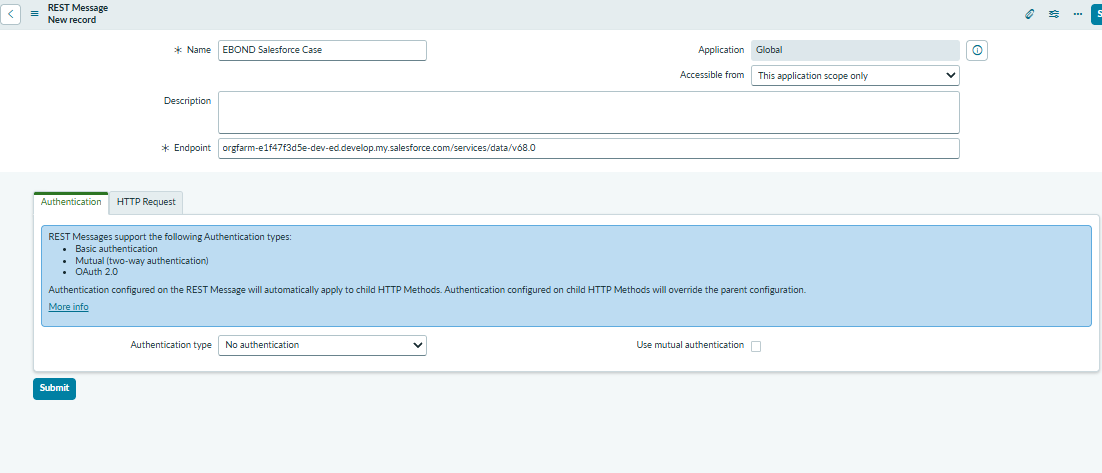 REST Message
New record
Name EBOND Salesforce Case Application Global
Accessible from This application scope only
Description
Endpoint orgfarm-e1f47f3d5e-dev-ed.develop.my.salesforce.com/services/data/v68.0
Authentication HTTP Request
REST Messages support the following Authentication types:
• Basic authentication
• Mutual (two-way authentication)
• OAuth 2.0
Authentication configured on the REST Message will automatically apply to child HTTP Methods. Authentication configured on child HTTP Methods will override the parent configuration.
More info
Authentication type No authentication Use mutual authentication
Submit